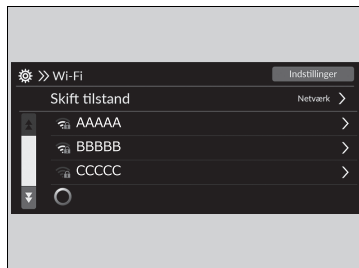 Wi-Fi Indstillinger
Skift tilstand Netværk
AAAAA
BBBBB
CCCCC